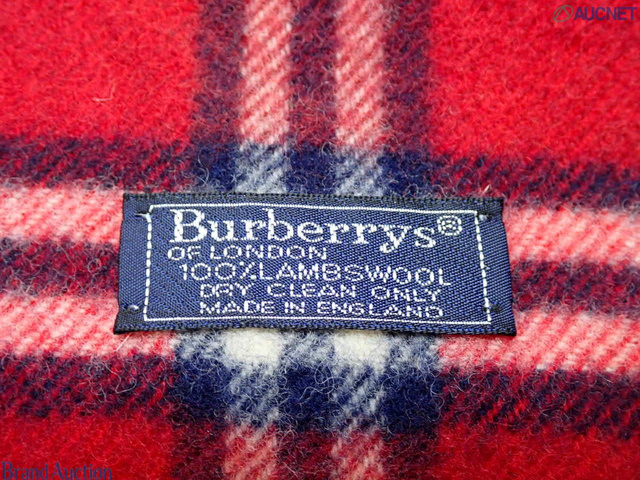 AUCNET
Burberrys®
OF LONDON
100%LAMBSWOOL
DRY CLEAN ONLY
MADE IN ENGLAND
Brand Auction